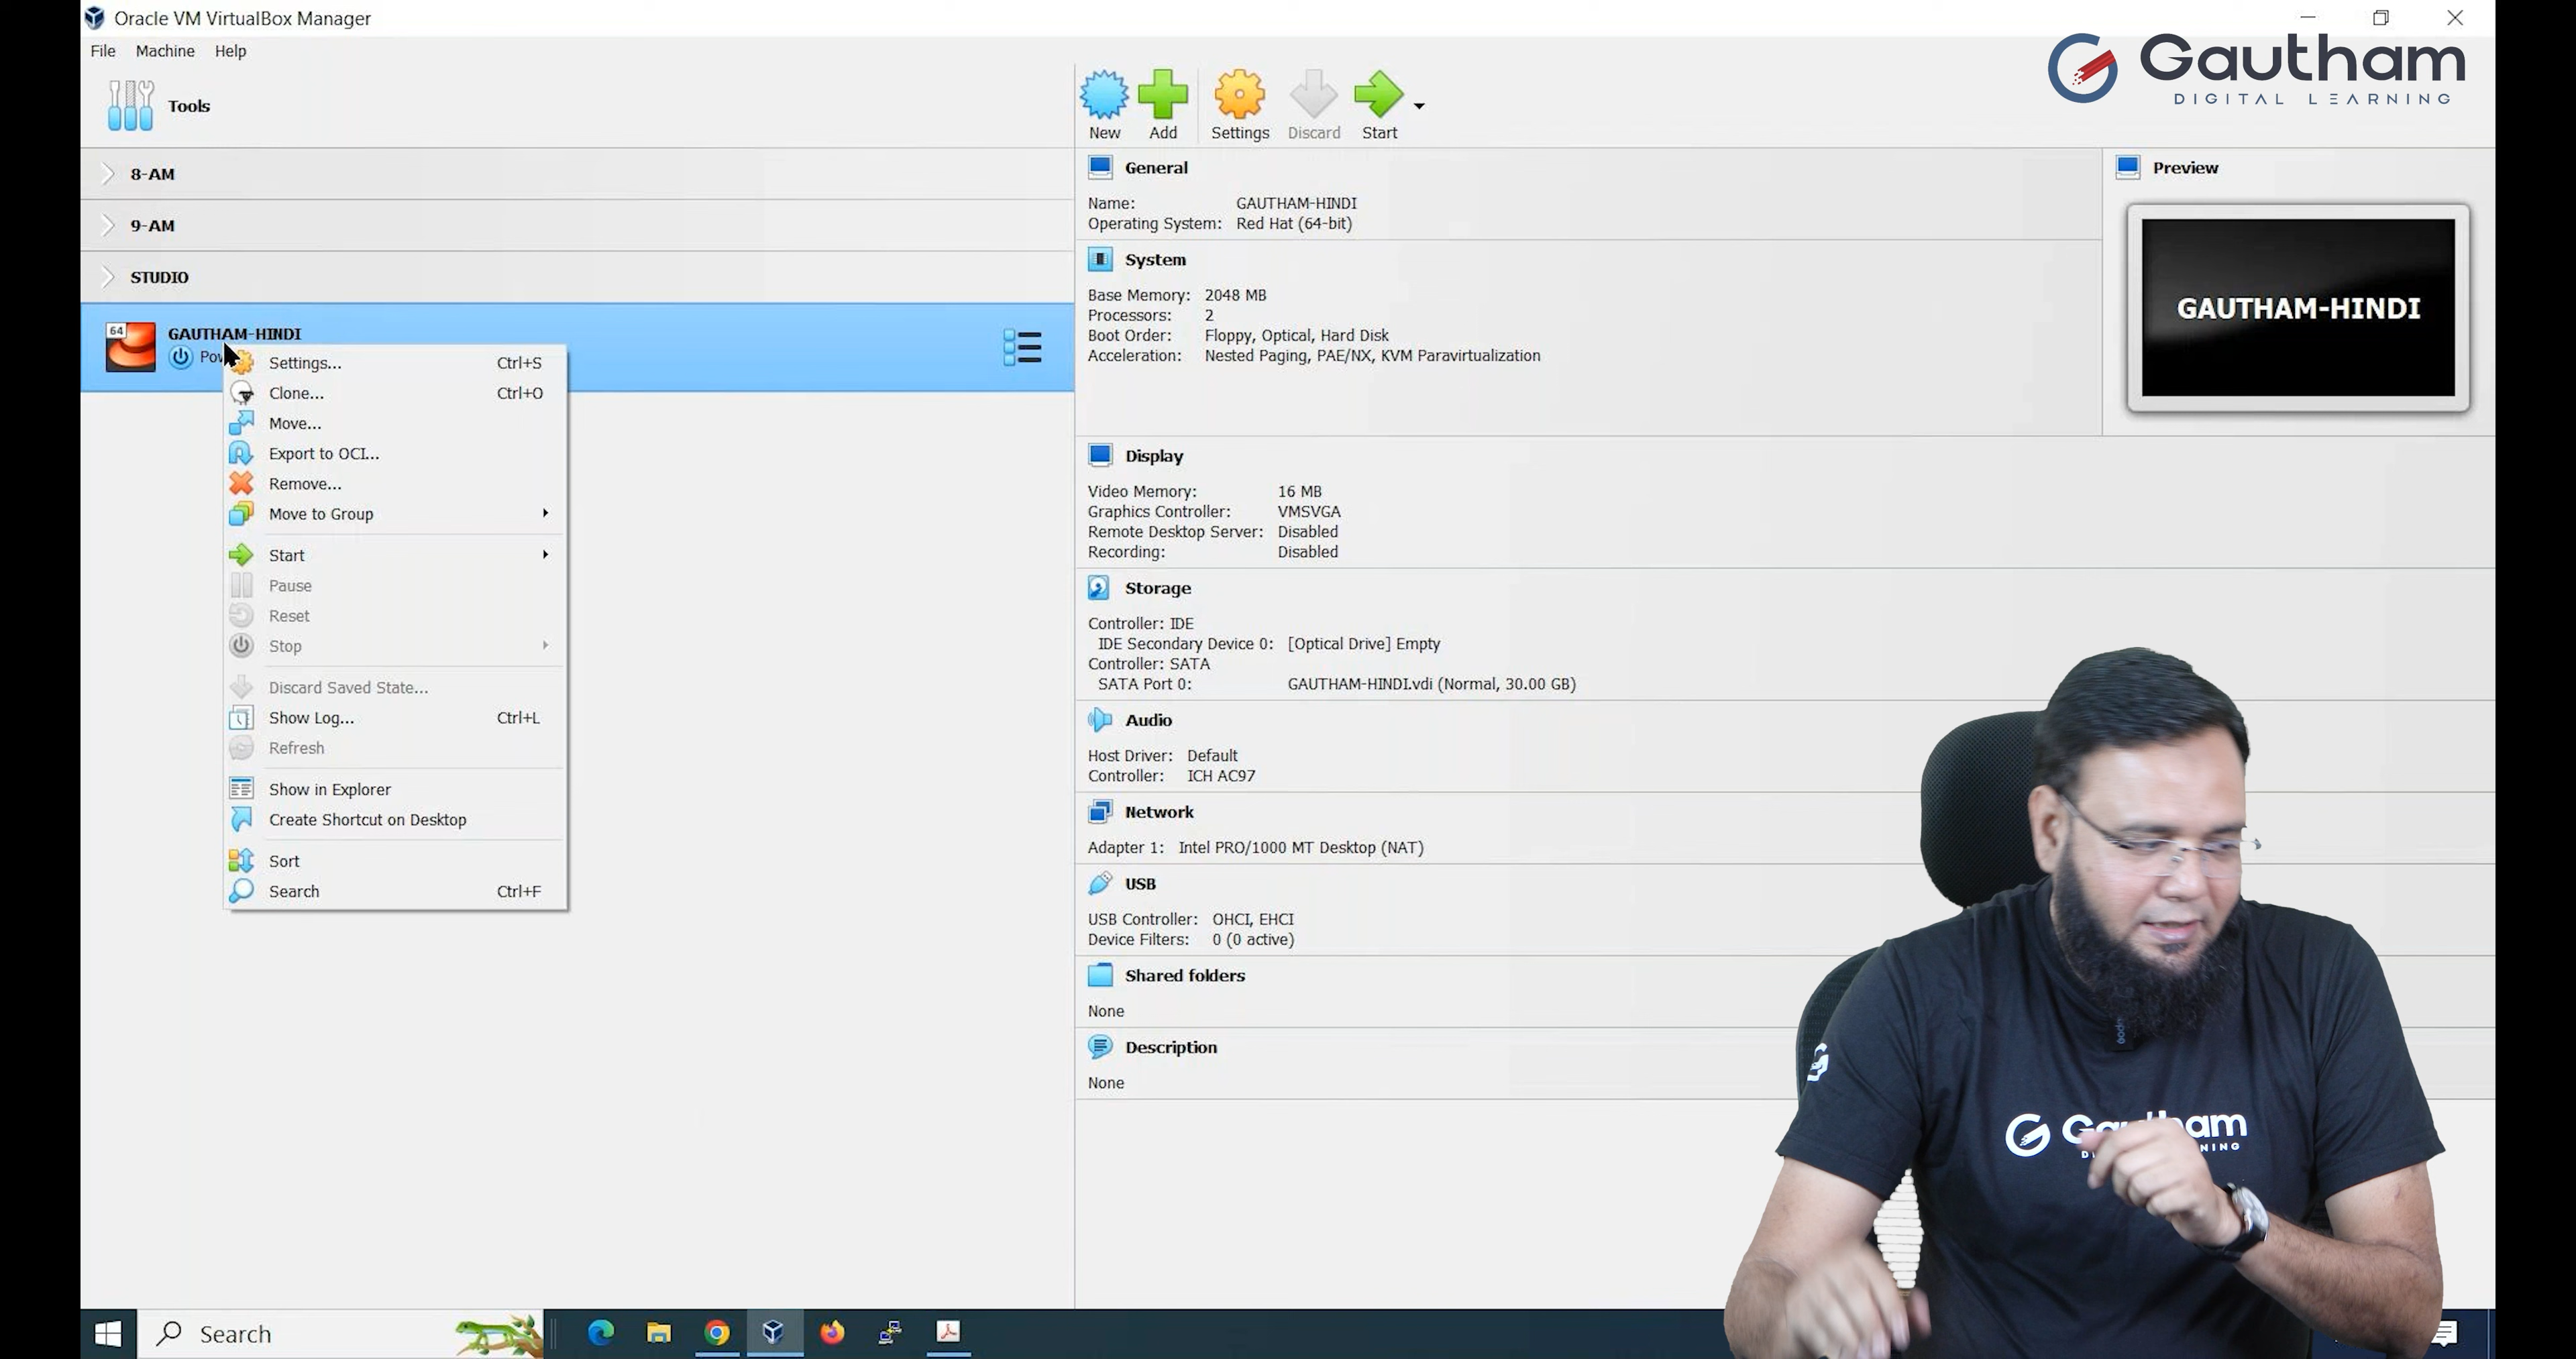 Oracle VM VirtualBox Manager
File Machine Help
Gautham
DIGITAL LEARNING
Tools
New Add Settings Discard Start
8-AM
9-AM
STUDIO
GAUTHAM-HINDI
Settings... Ctrl+S
Clone... Ctrl+O
Move...
Export to OCI...
Remove...
Move to Group
Start
Pause
Reset
Stop
Discard Saved State...
Show Log... Ctrl+L
Refresh
Show in Explorer
Create Shortcut on Desktop
Sort
Search Ctrl+F
General
Name: GAUTHAM-HINDI
Operating System: Red Hat (64-bit)
Preview
GAUTHAM-HINDI
System
Base Memory: 2048 MB
Processors: 2
Boot Order: Floppy, Optical, Hard Disk
Acceleration: Nested Paging, PAE/NX, KVM Paravirtualization
Display
Video Memory: 16 MB
Graphics Controller: VMSVGA
Remote Desktop Server: Disabled
Recording: Disabled
Storage
Controller: IDE
IDE Secondary Device 0: [Optical Drive] Empty
Controller: SATA
SATA Port 0: GAUTHAM-HINDI.vdi (Normal, 30.00 GB)
Audio
Host Driver: Default
Controller: ICH AC97
Network
Adapter 1: Intel PRO/1000 MT Desktop (NAT)
USB
USB Controller: OHCI, EHCI
Device Filters: 0 (0 active)
Shared folders
None
Description
None
Search
64